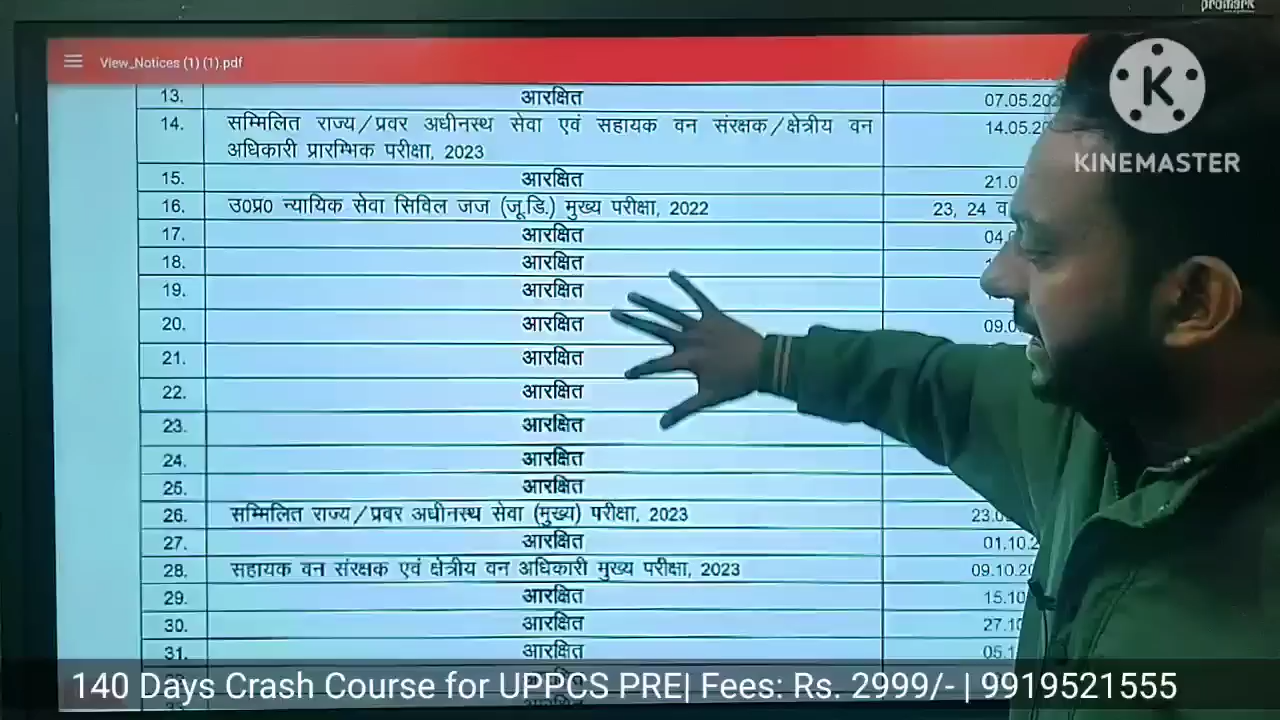 promark
View_Notices (1) (1).pdf
KINEMASTER
13. आरक्षित 07.05.202
14. सम्मिलित राज्य/प्रवर अधीनस्थ सेवा एवं सहायक वन संरक्षक/क्षेत्रीय वन 14.05.20
अधिकारी प्रारम्भिक परीक्षा, 2023
15. आरक्षित 21.0
16. उ0प्र0 न्यायिक सेवा सिविल जज (जू.डि.) मुख्य परीक्षा, 2022 23, 24 व
17. आरक्षित 04.
18. आरक्षित
19. आरक्षित
20. आरक्षित 09.0
21. आरक्षित
22. आरक्षित
23. आरक्षित
24. आरक्षित
25. आरक्षित
26. सम्मिलित राज्य/प्रवर अधीनस्थ सेवा (मुख्य) परीक्षा, 2023 23.0
27. आरक्षित 01.10.2
28. सहायक वन संरक्षक एवं क्षेत्रीय वन अधिकारी मुख्य परीक्षा, 2023 09.10.20
29. आरक्षित 15.10
30. आरक्षित 27.10
31. आरक्षित 05.1
140 Days Crash Course for UPPCS PRE| Fees: Rs. 2999/- | 9919521555